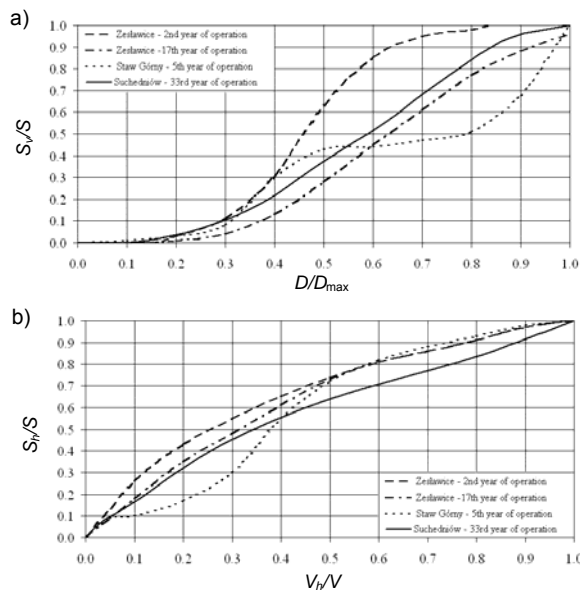 a)
1.0
0.9
0.8
0.7
0.6
0.5
0.4
0.3
0.2
0.1
0.0
Sv/S
Zesławice - 2nd year of operation
Zesławice - 17th year of operation
Staw Górny - 5th year of operation
Suchedniów - 33rd year of operation
0.0 0.1 0.2 0.3 0.4 0.5 0.6 0.7 0.8 0.9 1.0
D/Dmax
b)
1.0
0.9
0.8
0.7
0.6
0.5
0.4
0.3
0.2
0.1
0.0
Sh/S
Zesławice - 2nd year of operation
Zesławice -17th year of operation
Staw Górny - 5th year of operation
Suchedniów - 33rd year of operation
0.0 0.1 0.2 0.3 0.4 0.5 0.6 0.7 0.8 0.9 1.0
Vh/V